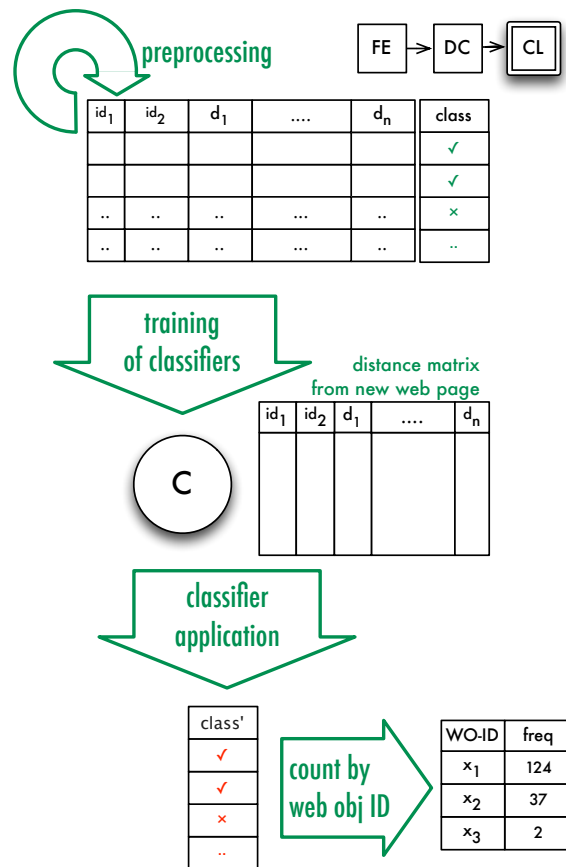 preprocessing
FE DC CL
id1 id2 d1 .... dn class
✓
✓
.. .. .. ... .. ×
.. .. .. ... .. ..
training
of classifiers
distance matrix
from new web page
id1 id2 d1 .... dn
C
classifier
application
class'
✓
✓
×
..
count by
web obj ID
WO-ID freq
x1 124
x2 37
x3 2